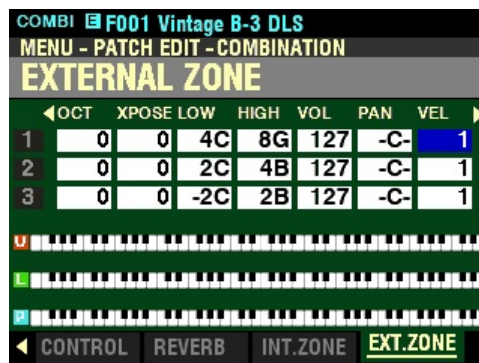 COMBI E F001 Vintage B-3 DLS
MENU - PATCH EDIT - COMBINATION
EXTERNAL ZONE
OCT XPOSE LOW HIGH VOL PAN VEL
1 0 0 4C 8G 127 -C- 1
2 0 0 2C 4B 127 -C- 1
3 0 0 -2C 2B 127 -C- 1
U
L
P
CONTROL REVERB INT.ZONE EXT.ZONE